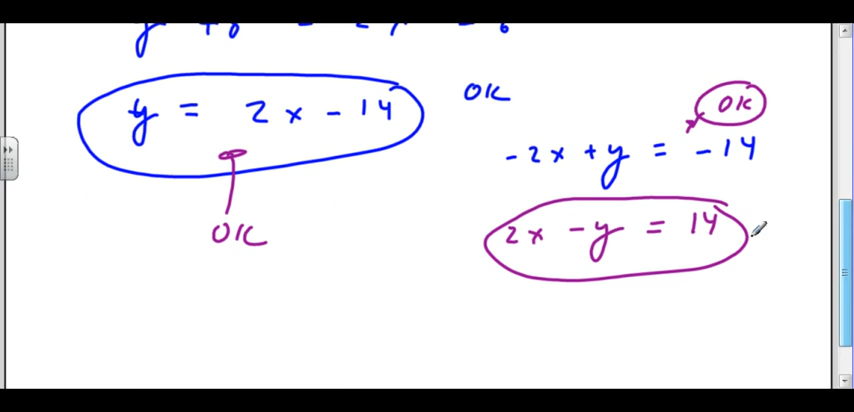 y = 2x - 14
OK
OK
OK
-2x + y = -14
2x - y = 14